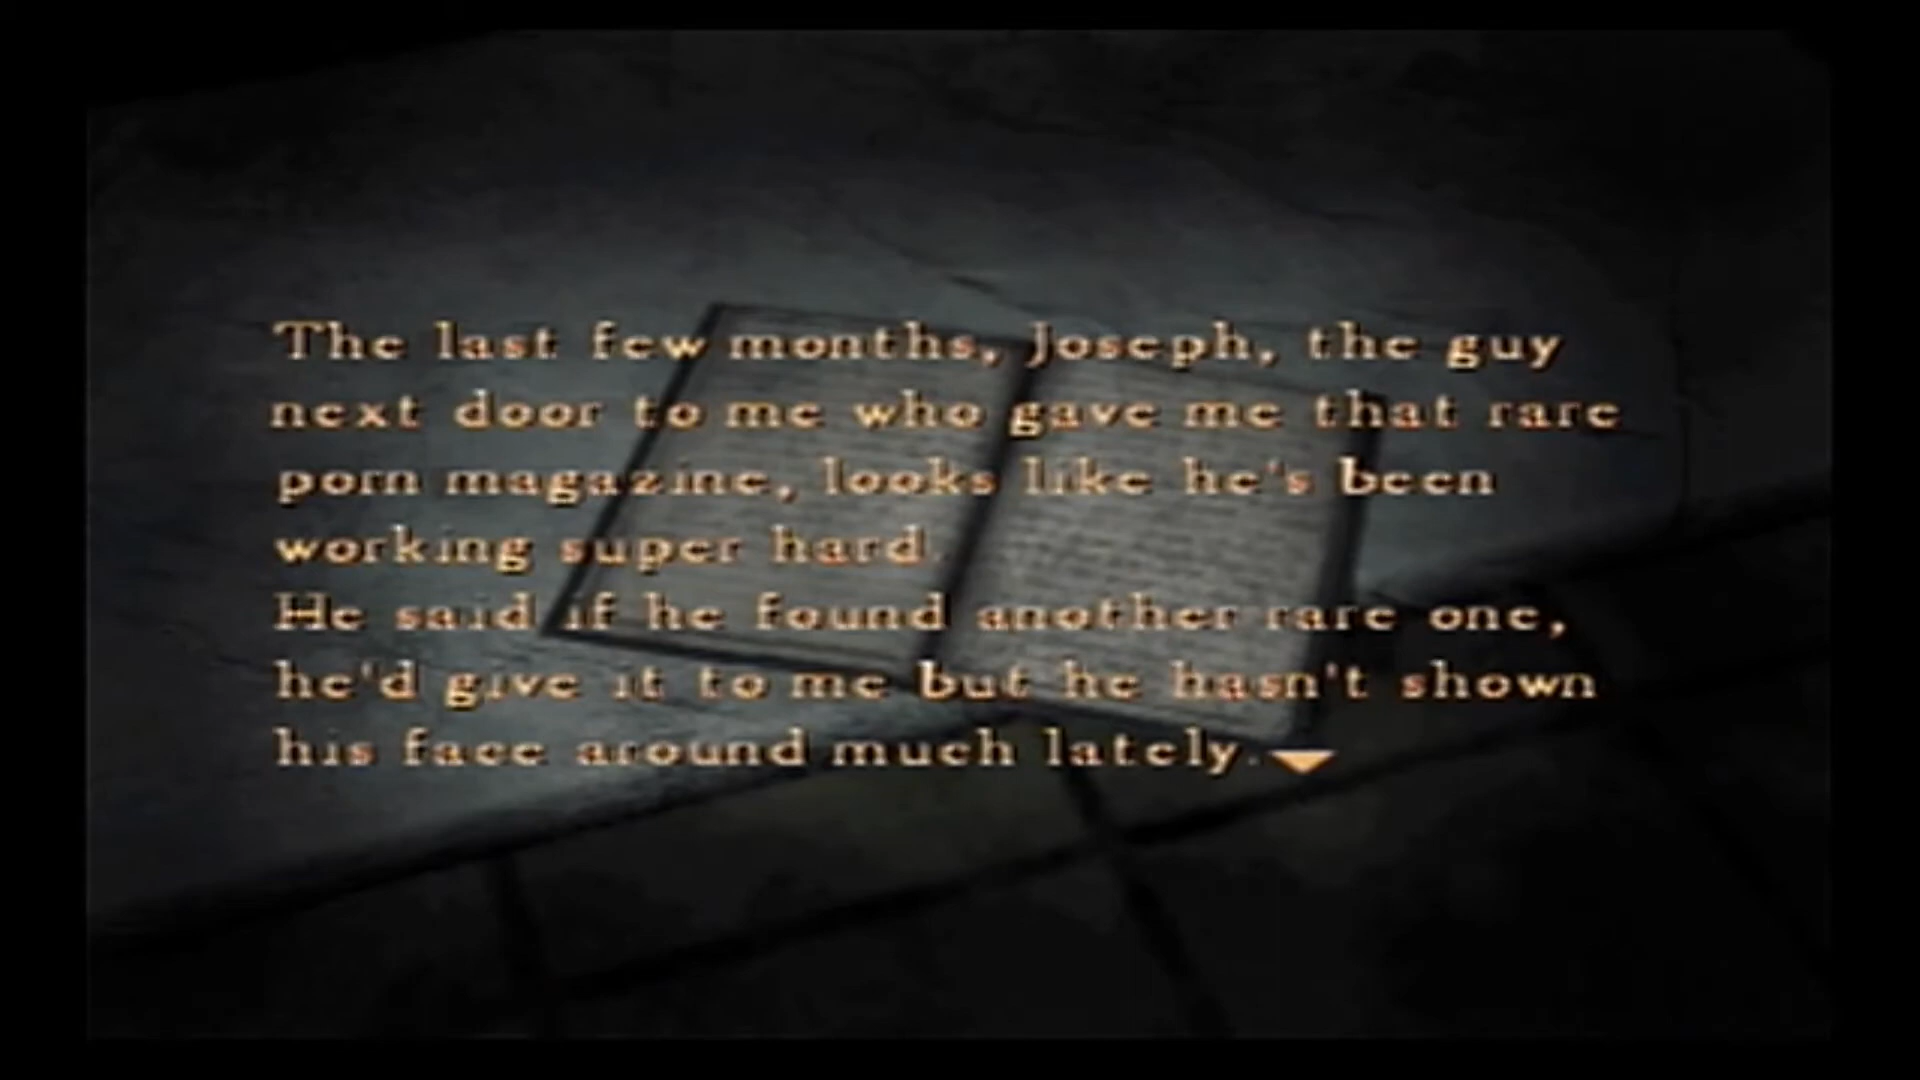 The last few months, Joseph, the guy
next door to me who gave me that rare
porn magazine, looks like he's been
working super hard.
He said if he found another rare one,
he'd give it to me but he hasn't shown
his face around much lately.